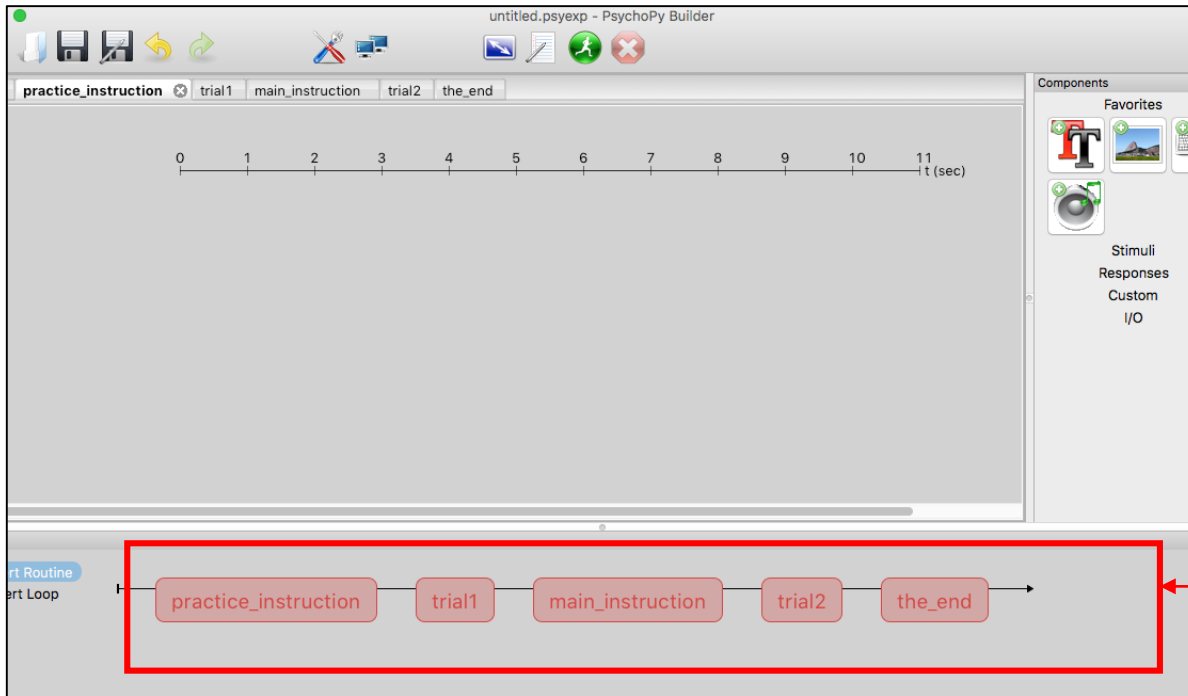 untitled.psyexp - PsychoPy Builder
practice_instruction trial1 main_instruction trial2 the_end
Components
Favorites
0 1 2 3 4 5 6 7 8 9 10 11
t (sec)
Stimuli
Responses
Custom
I/O
rt Routine
ert Loop
practice_instruction trial1 main_instruction trial2 the_end